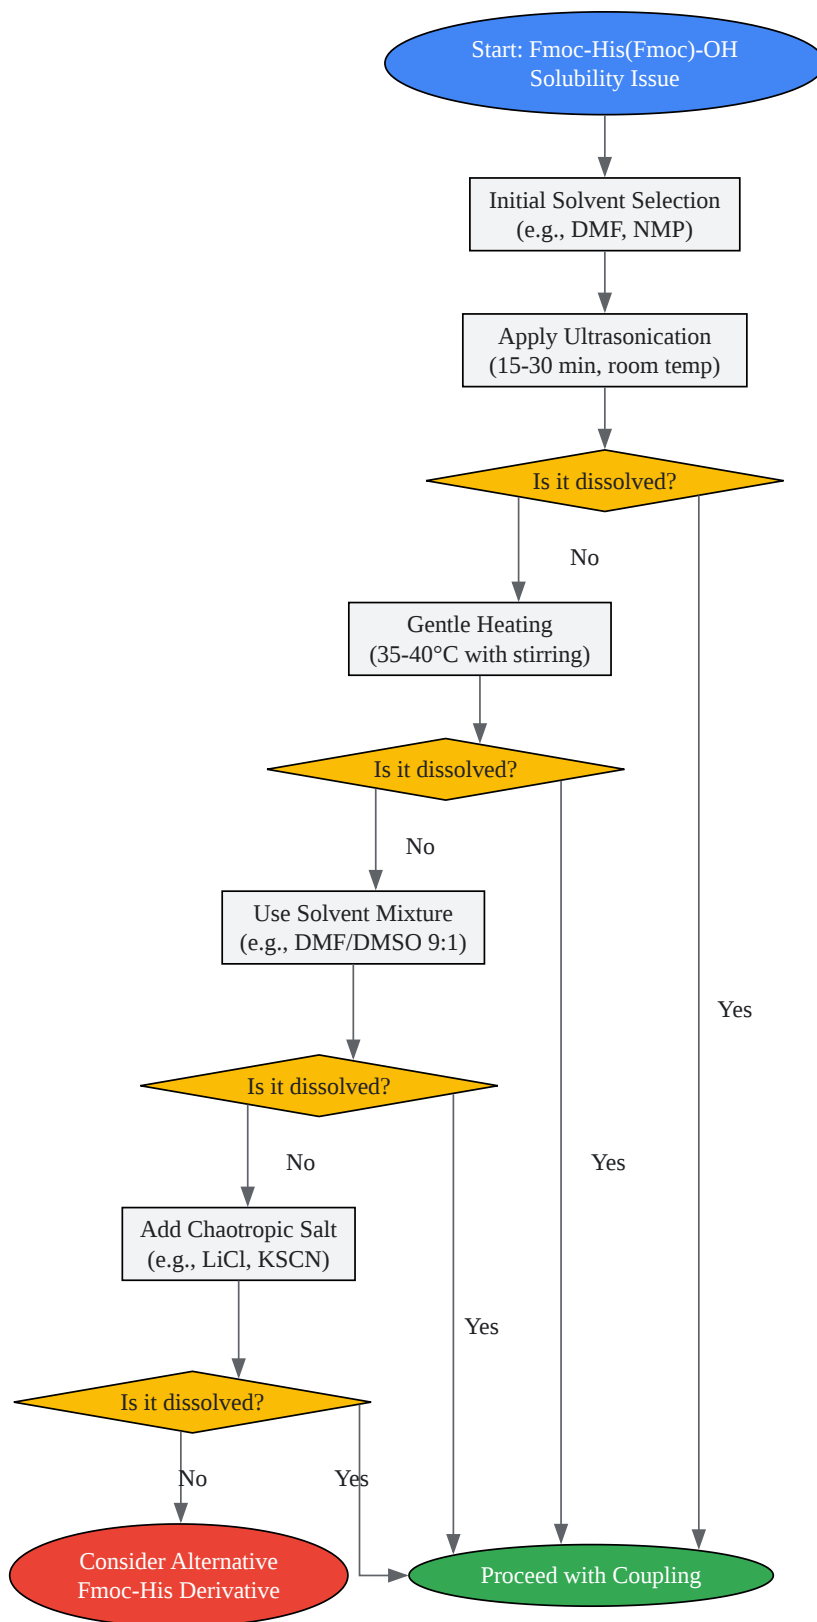 Start: Fmoc-His(Fmoc)-OH
Solubility Issue
Initial Solvent Selection
(e.g., DMF, NMP)
Apply Ultrasonication
(15-30 min, room temp)
Is it dissolved?
No
Gentle Heating
(35-40°C with stirring)
Is it dissolved?
No
Use Solvent Mixture
(e.g., DMF/DMSO 9:1)
Yes
Is it dissolved?
No
Yes
Add Chaotropic Salt
(e.g., LiCl, KSCN)
Yes
Is it dissolved?
No
Yes
Consider Alternative
Fmoc-His Derivative
Proceed with Coupling